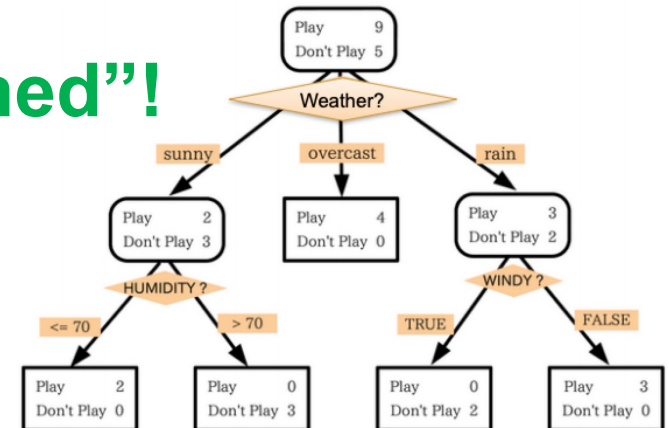 ned”!
Play 9
Don't Play 5
Weather?
sunny
overcast
rain
Play 2
Don't Play 3
Play 4
Don't Play 0
Play 3
Don't Play 2
HUMIDITY ?
WINDY ?
<= 70
> 70
TRUE
FALSE
Play 2
Don't Play 0
Play 0
Don't Play 3
Play 0
Don't Play 2
Play 3
Don't Play 0